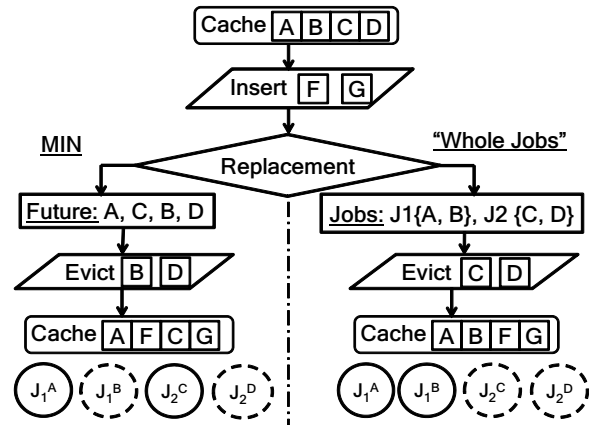 Cache A B C D
Insert F G
MIN
"Whole Jobs"
Replacement
Future: A, C, B, D
Jobs: J1{A, B}, J2 {C, D}
Evict B D
Evict C D
Cache A F C G
Cache A B F G
J₁ᴬ J₁ᴮ J₂ᶜ J₂ᴰ
J₁ᴬ J₁ᴮ J₂ᶜ J₂ᴰ